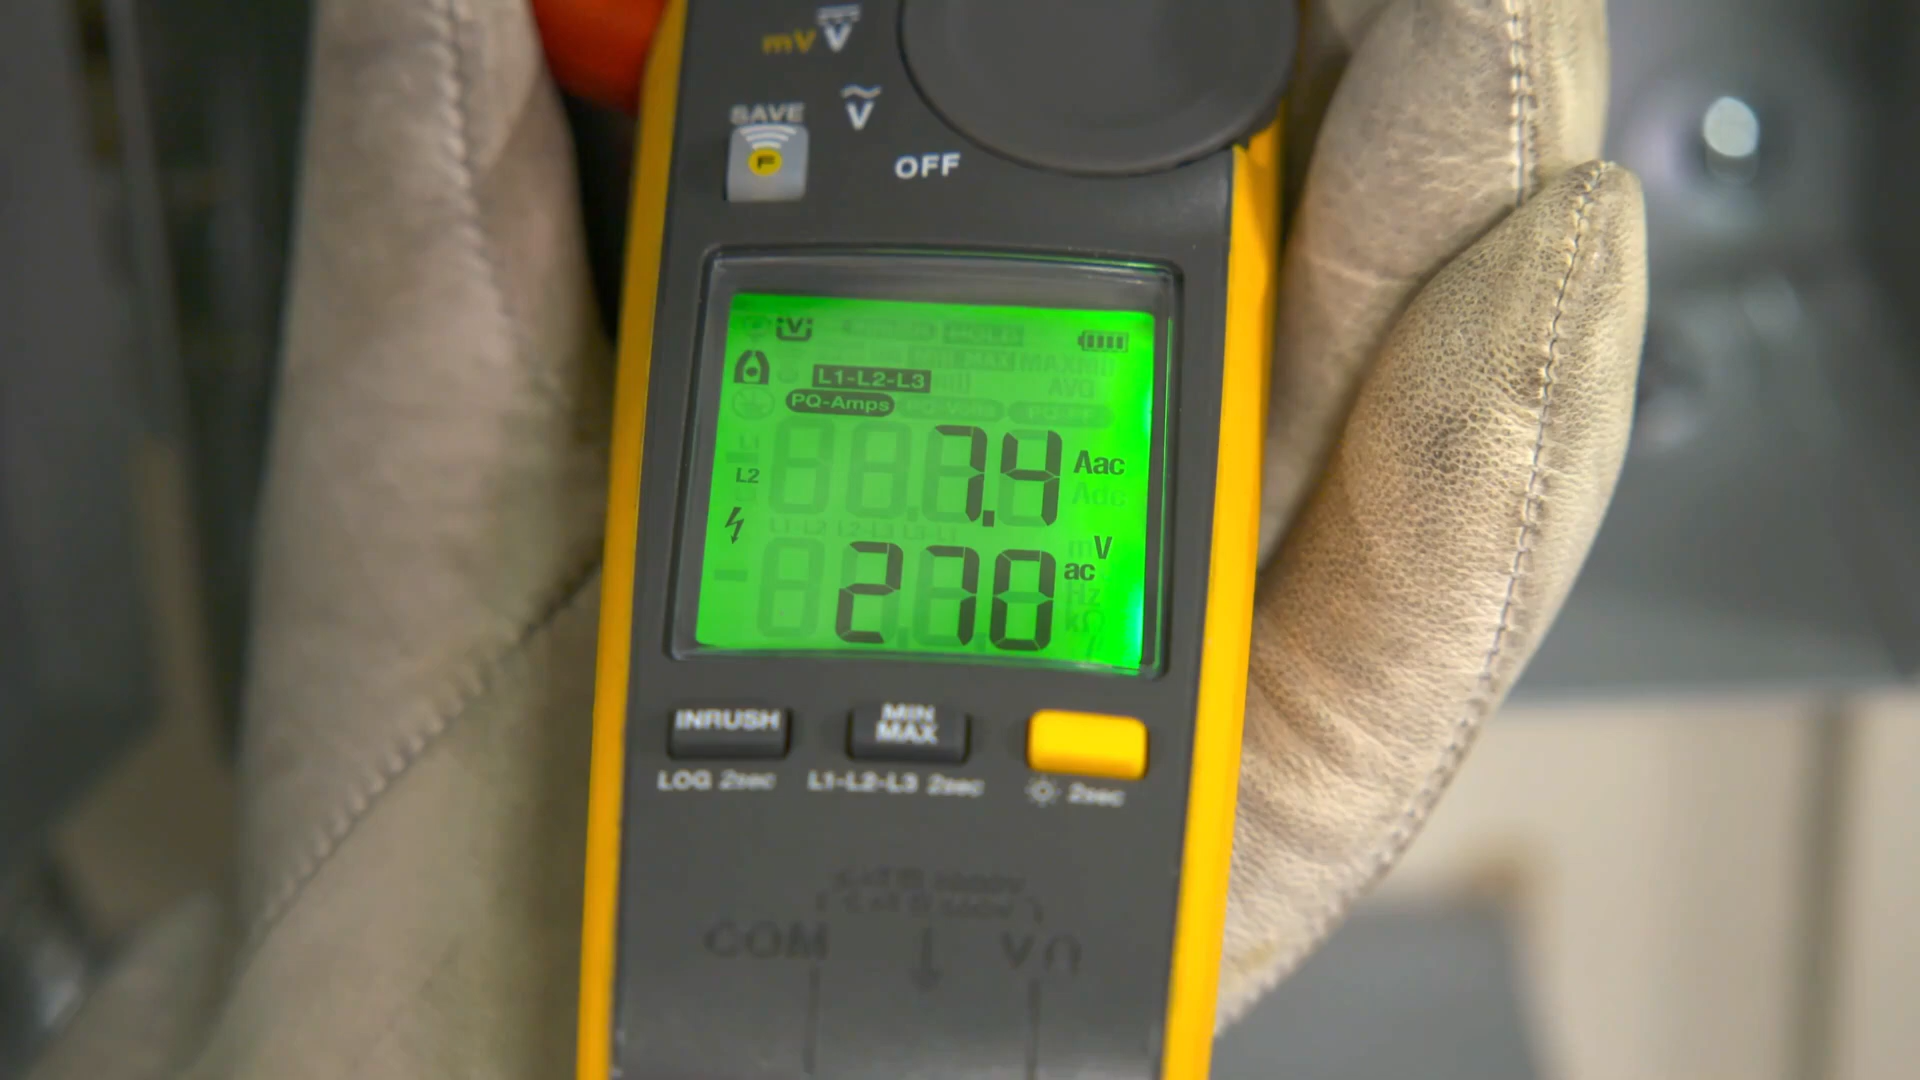 mV V
SAVE
V
F
OFF
V
L1-L2-L3
PQ-Amps
7.4 Aac
L2
270 V
ac
INRUSH
MIN
MAX
LOG 2sec
L1-L2-L3 2sec
2sec
COM
VΩ